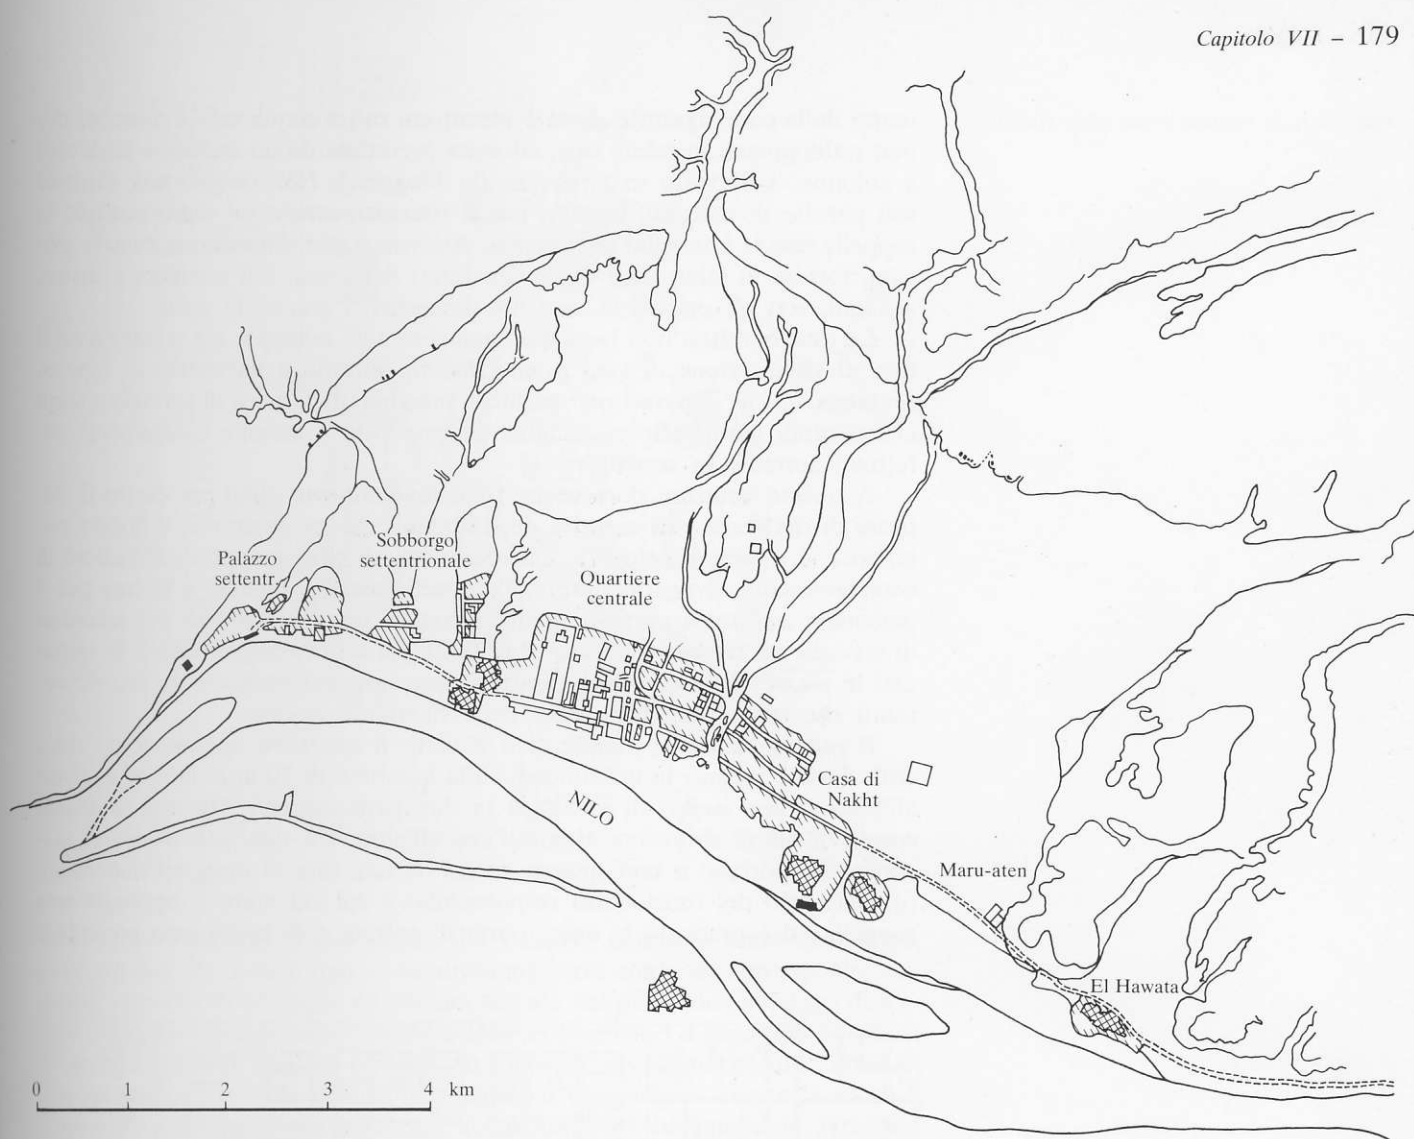 Capitolo VII – 179
Palazzo
settentr.
Sobborgo
settentrionale
Quartiere
centrale
Casa di
Nakht
NILO
Maru-aten
El Hawata
0 1 2 3 4 km